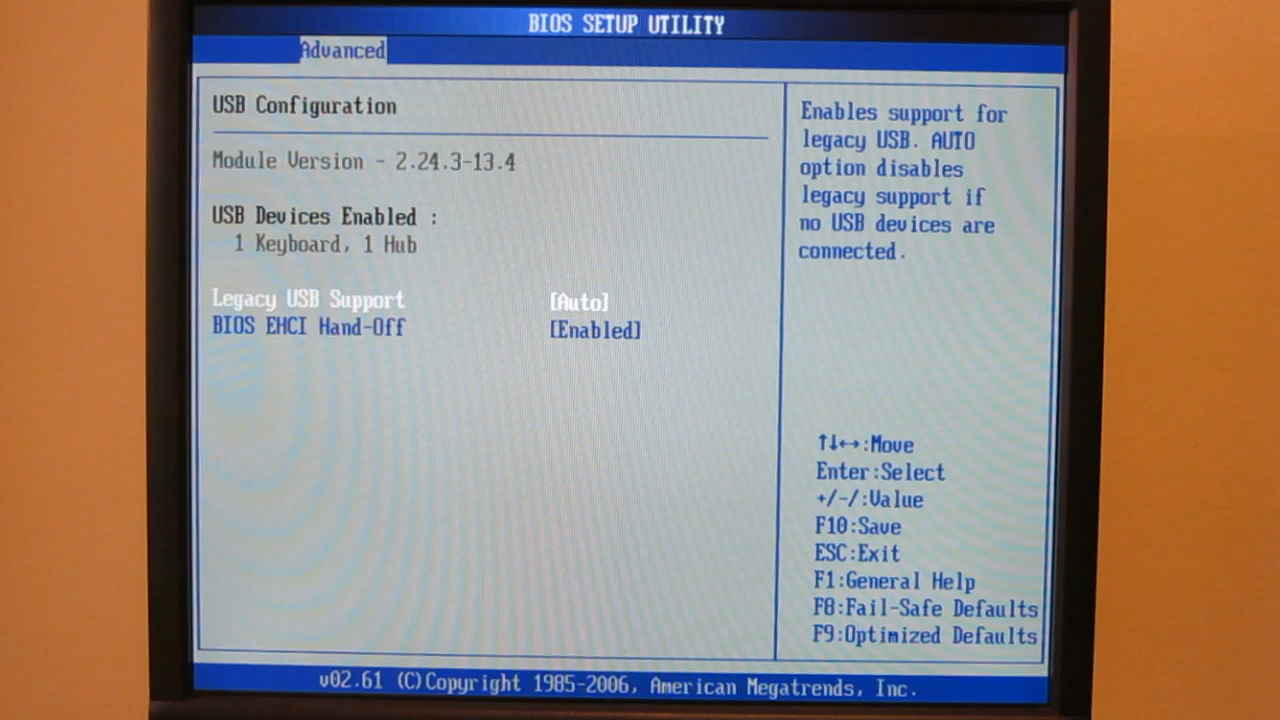 BIOS SETUP UTILITY
Advanced
USB Configuration
Module Version - 2.24.3-13.4
USB Devices Enabled :
1 Keyboard, 1 Hub
Legacy USB Support [Auto]
BIOS EHCI Hand-Off [Enabled]
Enables support for
legacy USB. AUTO
option disables
legacy support if
no USB devices are
connected.
↑↓↔:Move
Enter:Select
+/-/:Value
F10:Save
ESC:Exit
F1:General Help
F8:Fail-Safe Defaults
F9:Optimized Defaults
v02.61 (C)Copyright 1985-2006, American Megatrends, Inc.